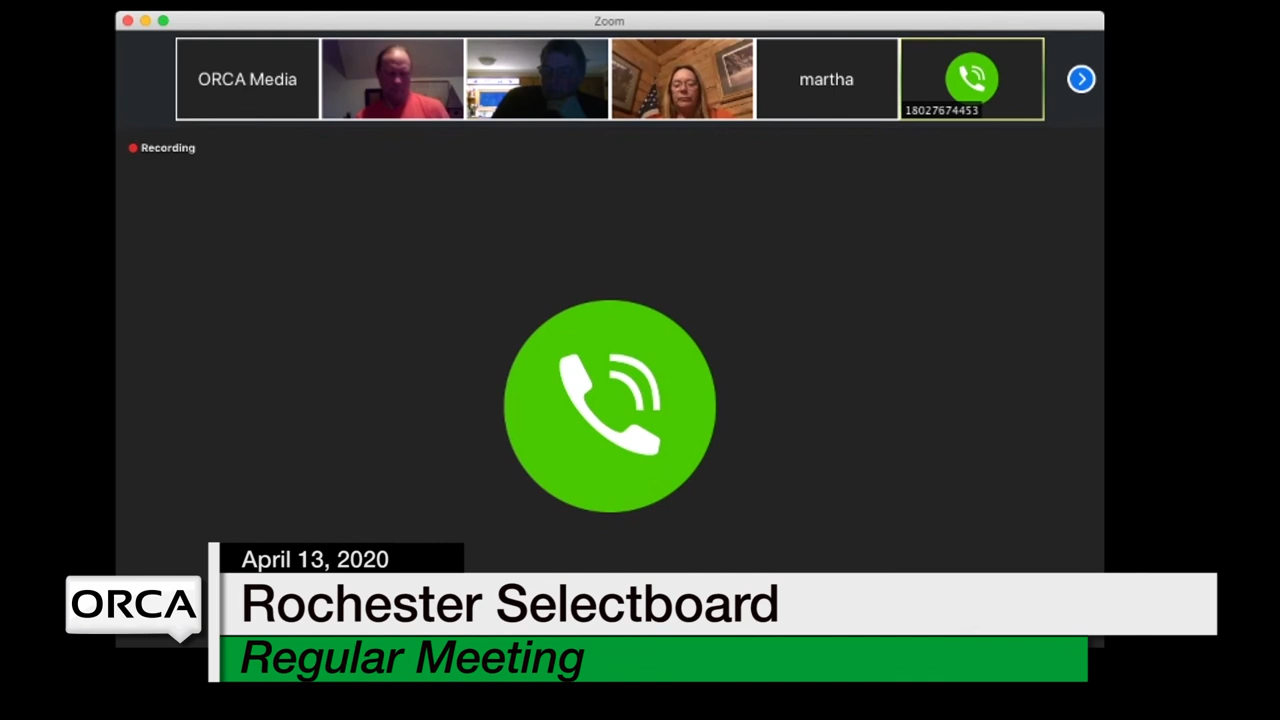 Zoom
ORCA Media
martha
18027674453
Recording
April 13, 2020
ORCA
Rochester Selectboard
Regular Meeting